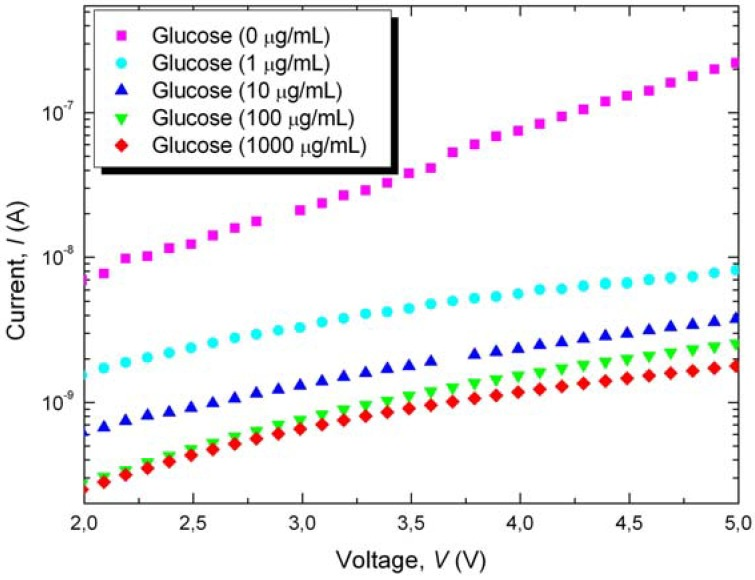 Glucose (0 μg/mL)
Glucose (1 μg/mL)
Glucose (10 μg/mL)
Glucose (100 μg/mL)
Glucose (1000 μg/mL)
10⁻⁷
10⁻⁸
10⁻⁹
Current, I (A)
2,0 2,5 3,0 3,5 4,0 4,5 5,0
Voltage, V (V)